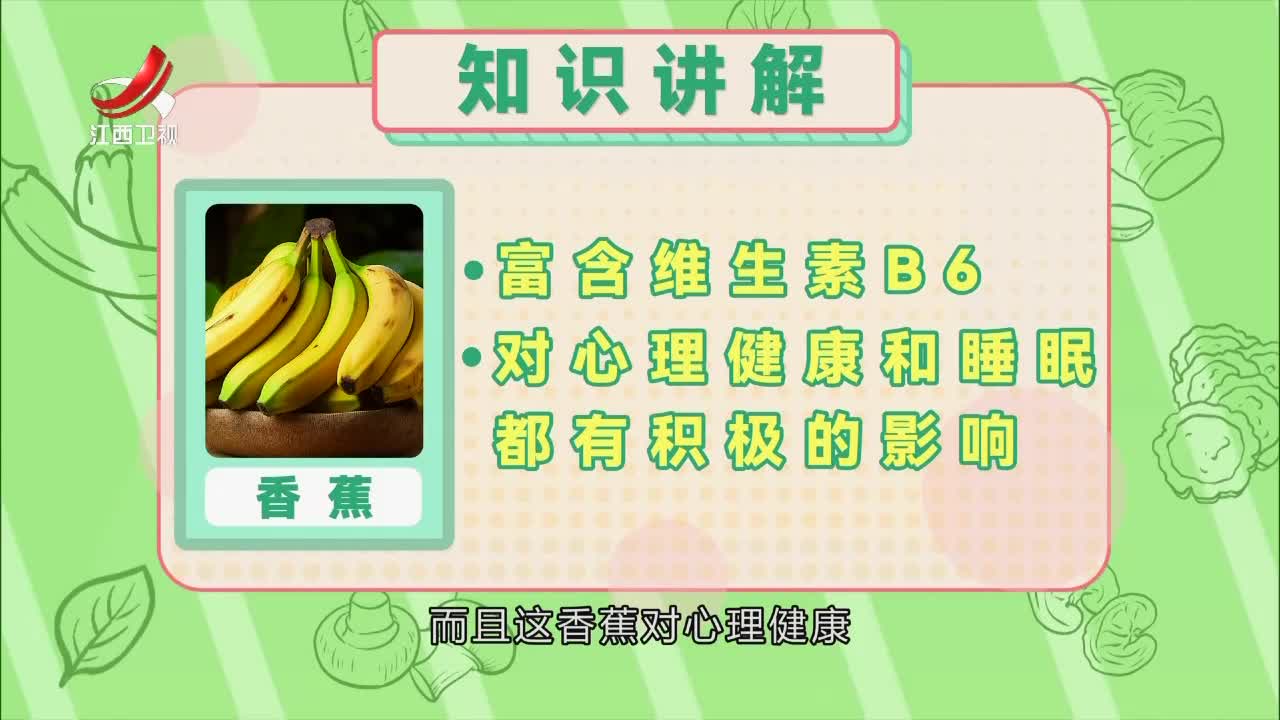 知识讲解
江西卫视
富含维生素B6
对心理健康和睡眠
都有积极的影响
香蕉
而且这香蕉对心理健康